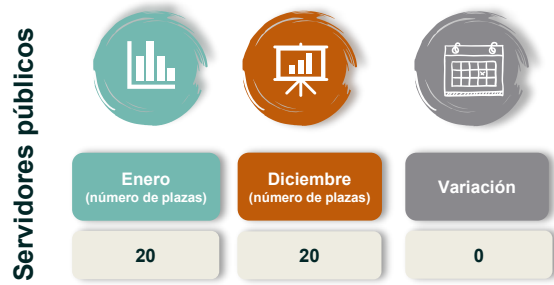 Servidores públicos
Enero
(número de plazas)
Diciembre
(número de plazas)
Variación
20
20
0